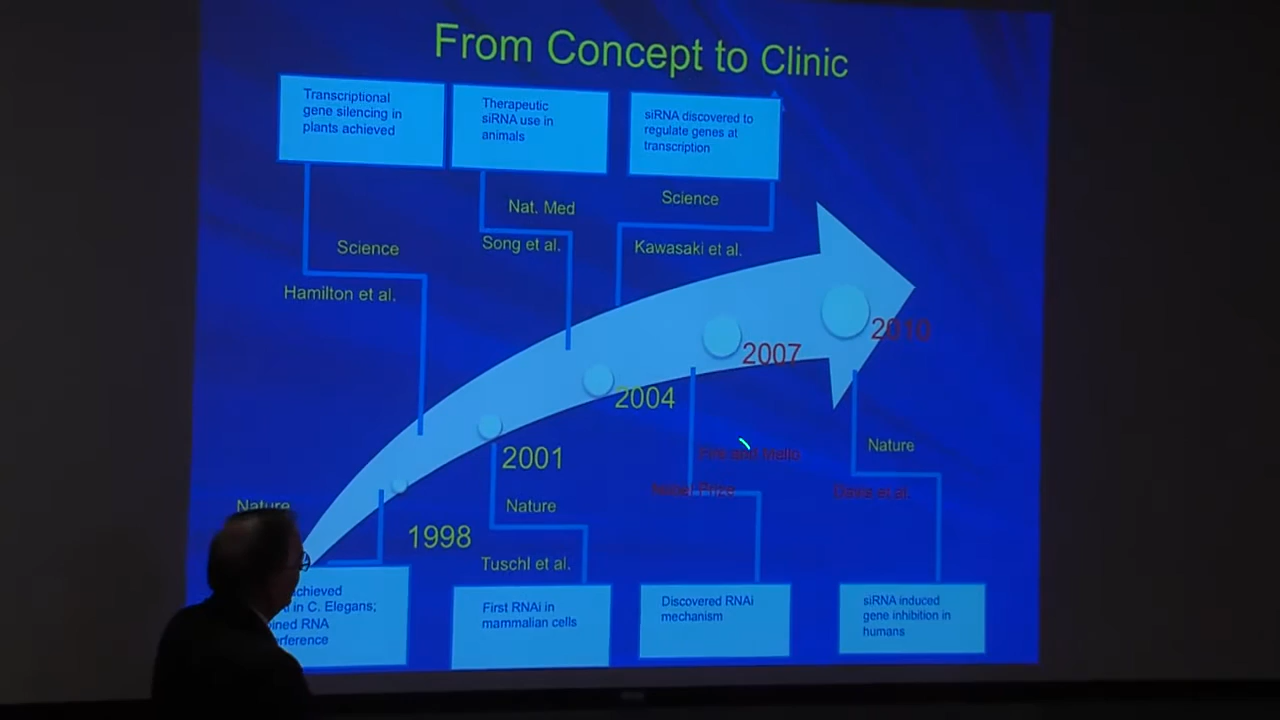 From Concept to Clinic
Transcriptional
gene silencing in
plants achieved
Therapeutic
siRNA use in
animals
siRNA discovered to
regulate genes at
transcription
Science
Hamilton et al.
Nat. Med
Song et al.
Science
Kawasaki et al.
2010
2007
2004
2001
1998
Nature
Nature
Tuschl et al.
Fire and Mello
Nobel Prize
Nature
Davis et al.
achieved
in C. Elegans;
RNA
First RNAi in
mammalian cells
Discovered RNAi
mechanism
siRNA induced
gene inhibition in
humans